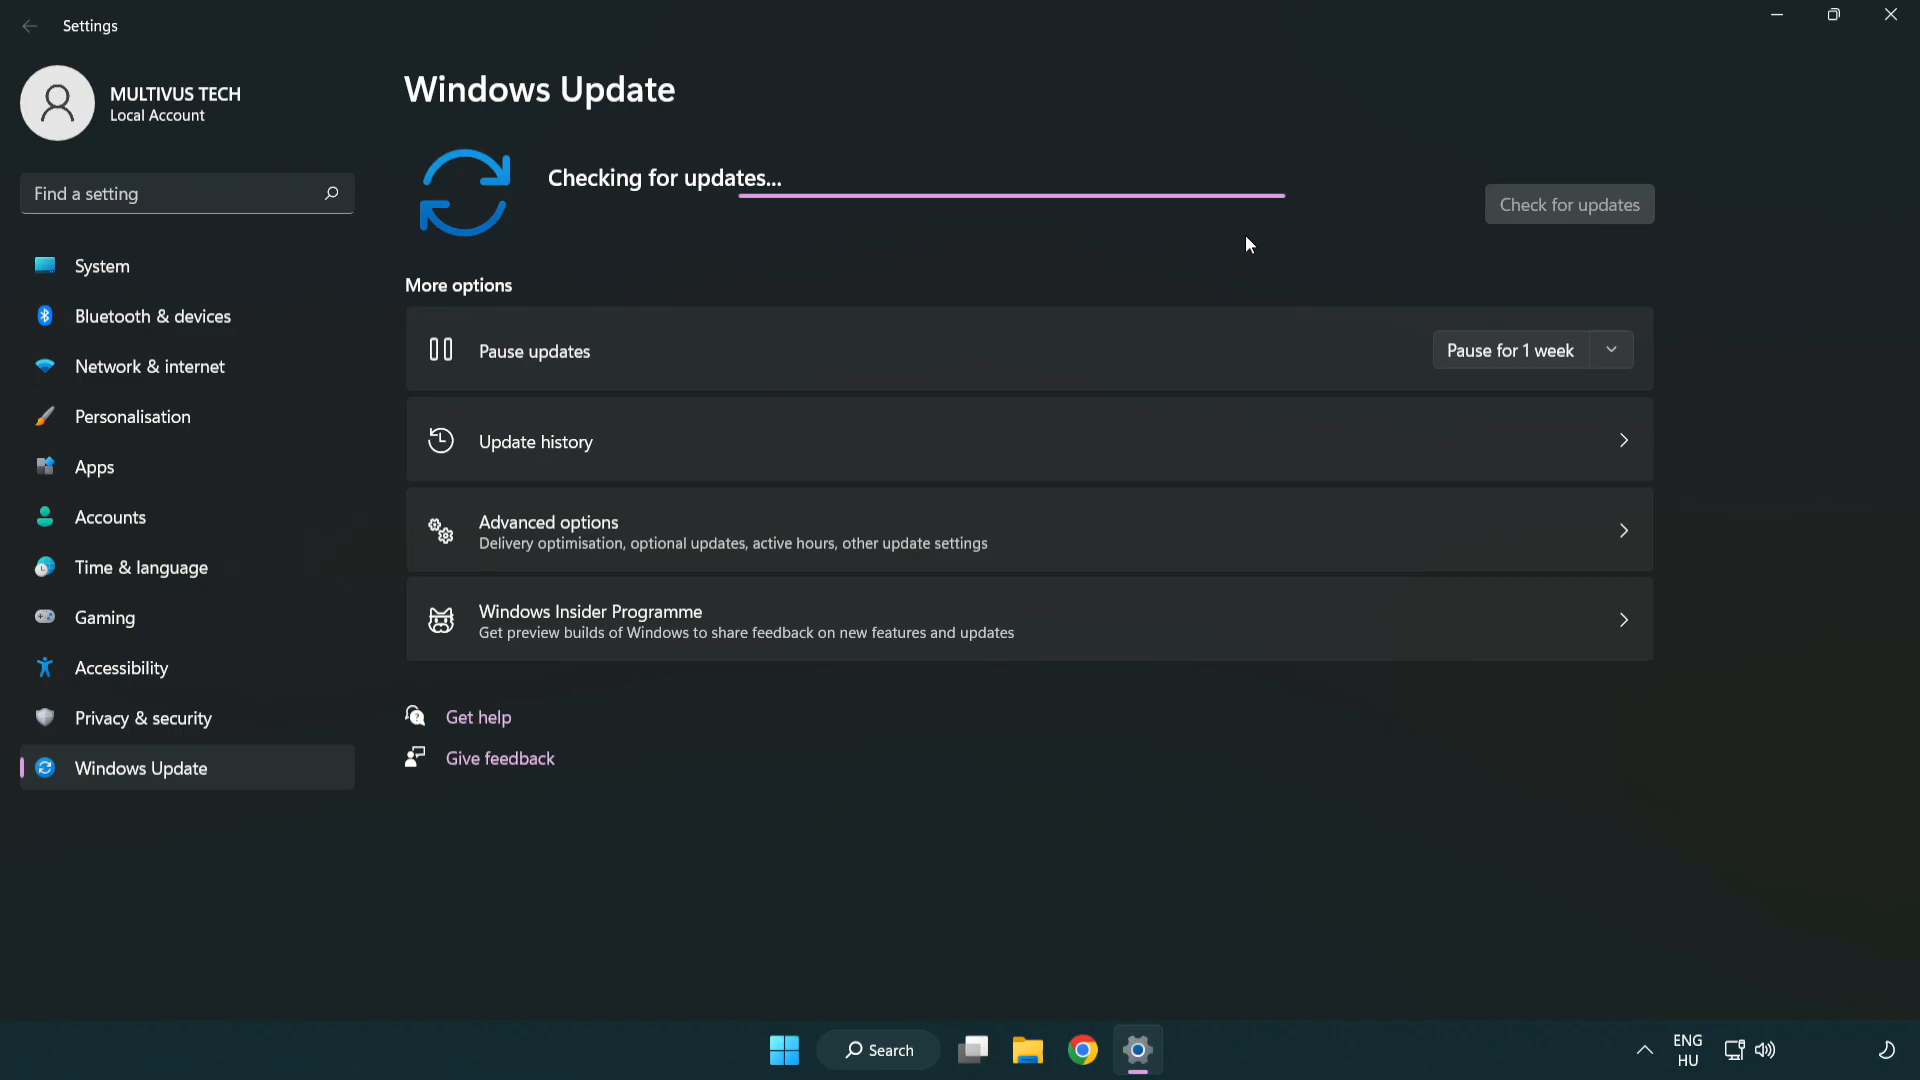 Settings
MULTIVUS TECH
Local Account
Find a setting
System
Bluetooth & devices
Network & internet
Personalisation
Apps
Accounts
Time & language
Gaming
Accessibility
Privacy & security
Windows Update
Windows Update
Checking for updates...
Check for updates
More options
Pause updates
Pause for 1 week
Update history
Advanced options
Delivery optimisation, optional updates, active hours, other update settings
Windows Insider Programme
Get preview builds of Windows to share feedback on new features and updates
Get help
Give feedback
Search
ENG
HU